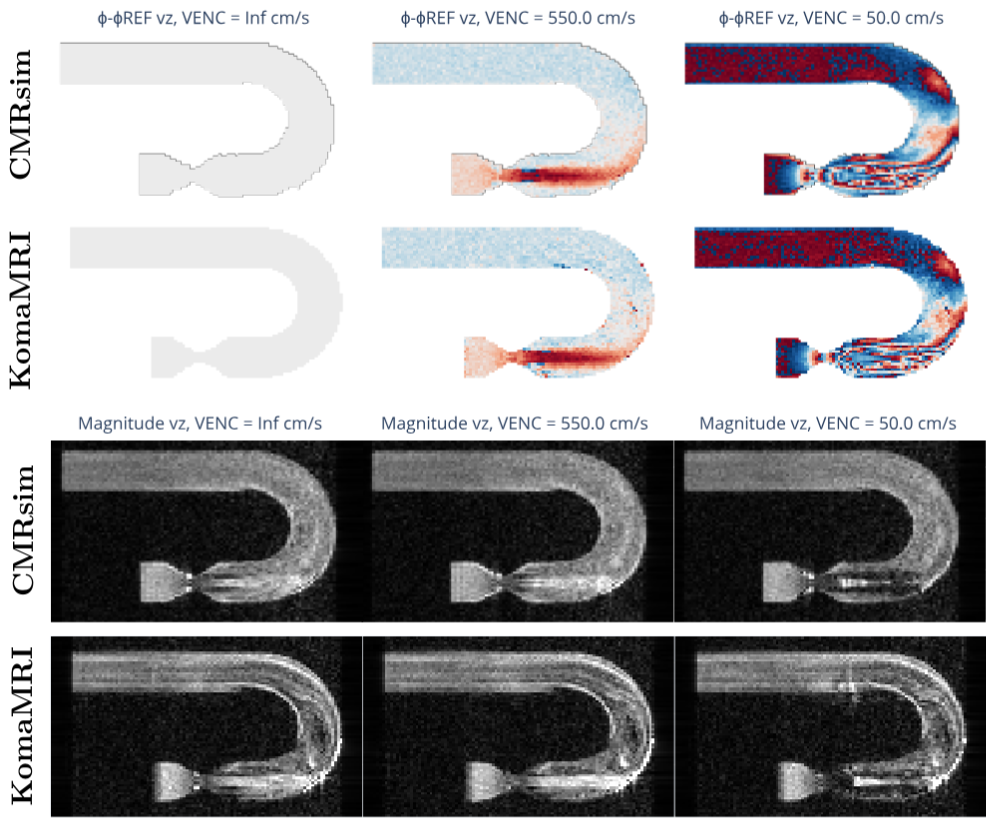 ϕ-ϕREF vz, VENC = Inf cm/s
ϕ-ϕREF vz, VENC = 550.0 cm/s
ϕ-ϕREF vz, VENC = 50.0 cm/s
CMRsim
KomaMRI
Magnitude vz, VENC = Inf cm/s
Magnitude vz, VENC = 550.0 cm/s
Magnitude vz, VENC = 50.0 cm/s
CMRsim
KomaMRI